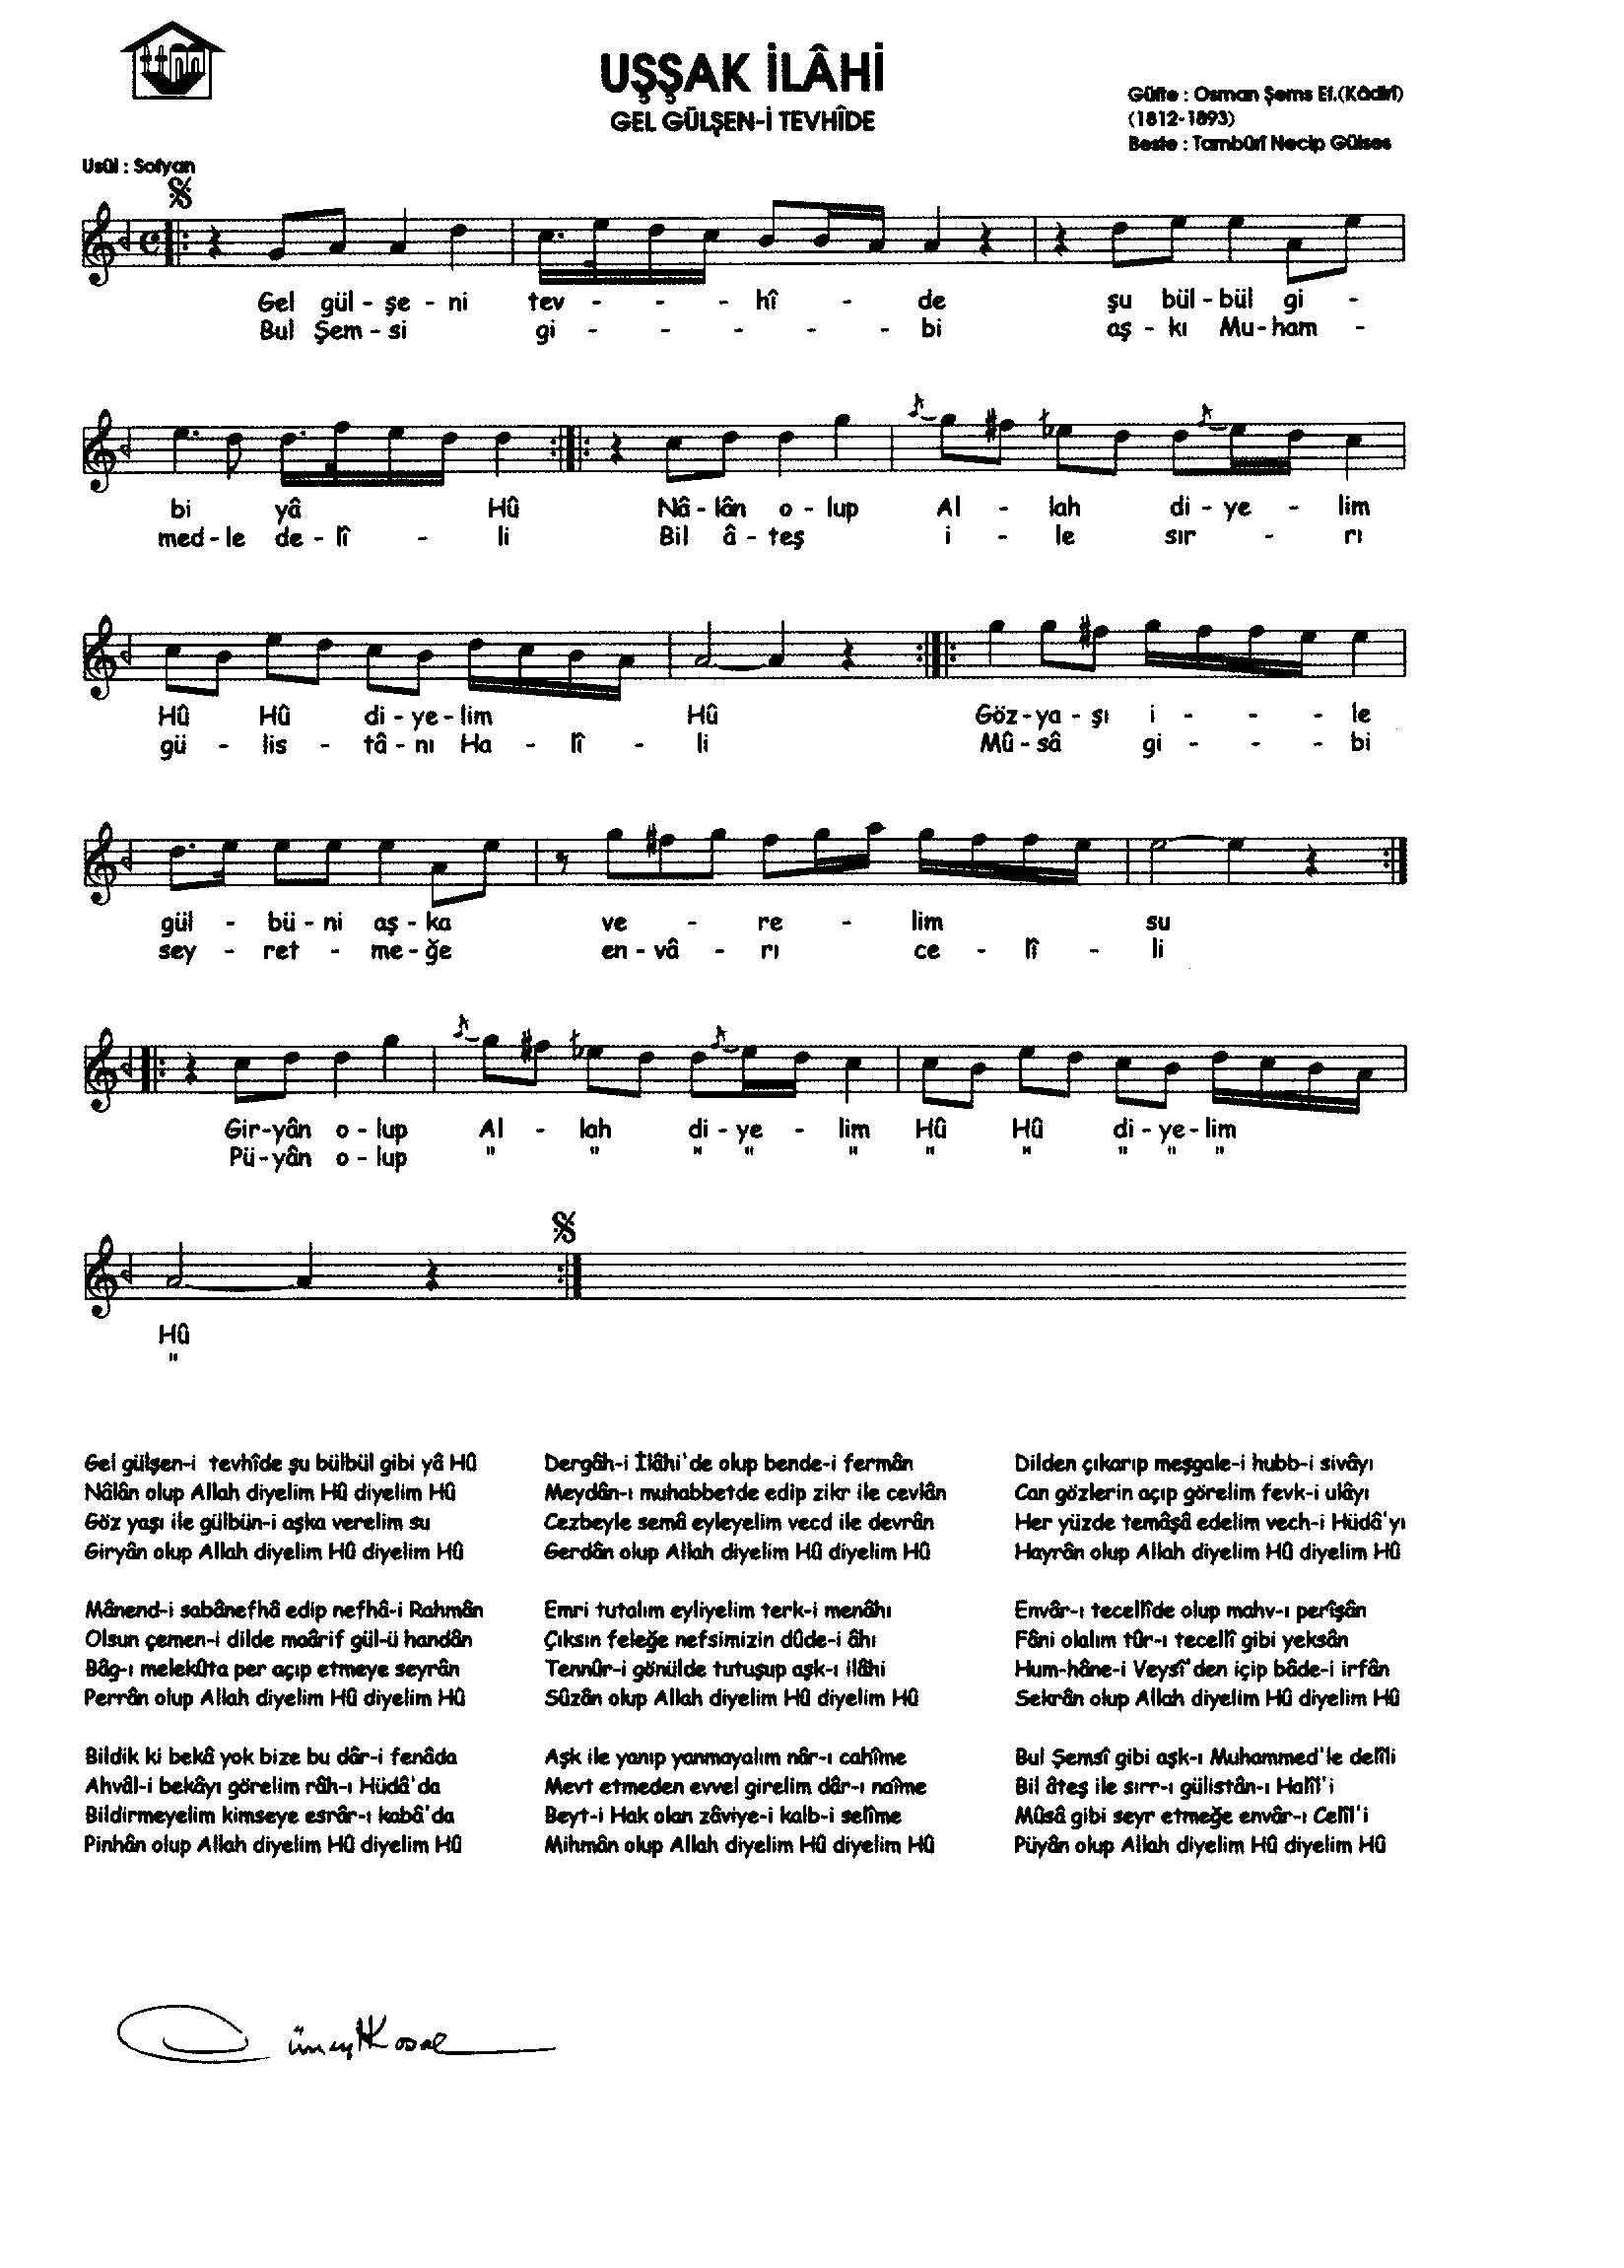 UŞŞAK İLÂHİ
GEL GÜLŞEN-İ TEVHÎDE
Güfte : Osman Şems Ef.(Kâdirî)
(1812-1893)
Beste : Tambûrî Necip Gülses
Usûl : Sofyan
Gel gül - şe - ni tev - - - hî - de şu bül - bül gi -
Bul Şem - si gi - - - - - bi aş - kı Mu - ham -
bi yâ Hû Nâ - lân o - lup Al - lah di - ye - lim
med - le de - lî - li Bil â - teş i - le sır - rı
Hû Hû di - ye - lim Hû Göz - ya - şı i - - - le
gü - lis - tâ - nı Ha - lî - li Mû - sâ gi - - - bi
gül - bü - ni aş - ka ve - re - lim su
sey - ret - me - ğe en - vâ - rı ce - lî - li
Gir - yân o - lup Al - lah di - ye - lim Hû Hû di - ye - lim
Pü - yân o - lup " " " " " " " " " "
Hû
"
Gel gülşen-i tevhîde şu bülbül gibi yâ Hû
Nâlân olup Allah diyelim Hû diyelim Hû
Göz yaşı ile gülbün-i aşka verelim su
Giryân olup Allah diyelim Hû diyelim Hû
Mânend-i sabânefhâ edip nefhâ-i Rahmân
Olsun çemen-i dilde maârif gül-ü handân
Bâg-ı melekûta per açıp etmeye seyrân
Perrân olup Allah diyelim Hû diyelim Hû
Bildik ki bekâ yok bize bu dâr-i fenâda
Ahvâl-i bekâyı görelim râh-ı Hüdâ'da
Bildirmeyelim kimseye esrâr-ı kabâ'da
Pinhân olup Allah diyelim Hû diyelim Hû
Dergâh-i İlâhi'de olup bende-i fermân
Meydân-ı muhabbetde edip zikr ile cevlân
Cezbeyle semâ eyleyelim vecd ile devrân
Gerdân olup Allah diyelim Hû diyelim Hû
Emri tutalım eyliyelim terk-i menâhı
Çıksın feleğe nefsimizin dûde-i âhı
Tennûr-i gönülde tutuşup aşk-ı ilâhi
Sûzân olup Allah diyelim Hû diyelim Hû
Aşk ile yanıp yanmayalım nâr-ı cahîme
Mevt etmeden evvel girelim dâr-ı naîme
Beyt-i Hak olan zâviye-i kalb-i selîme
Mihmân olup Allah diyelim Hû diyelim Hû
Dilden çıkarıp meşgale-i hubb-i sivâyı
Can gözlerin açıp görelim fevk-i ulâyı
Her yüzde temâşâ edelim vech-i Hüdâ'yı
Hayrân olup Allah diyelim Hû diyelim Hû
Envâr-ı tecellîde olup mahv-ı perîşân
Fâni olalım tûr-ı tecellî gibi yeksân
Hum-hâne-i Veysî'den içip bâde-i irfân
Sekrân olup Allah diyelim Hû diyelim Hû
Bul Şemsî gibi aşk-ı Muhammed'le delîli
Bil âteş ile sırr-ı gülistân-ı Halîl'i
Mûsâ gibi seyr etmeğe envâr-ı Celîl'i
Püyân olup Allah diyelim Hû diyelim Hû
Cüneyt Kosal